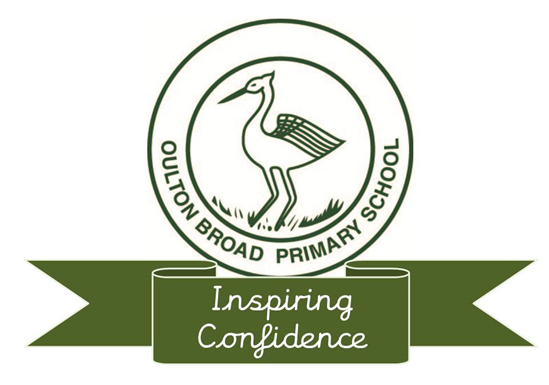 OULTON BROAD PRIMARY SCHOOL
Inspiring
Confidence